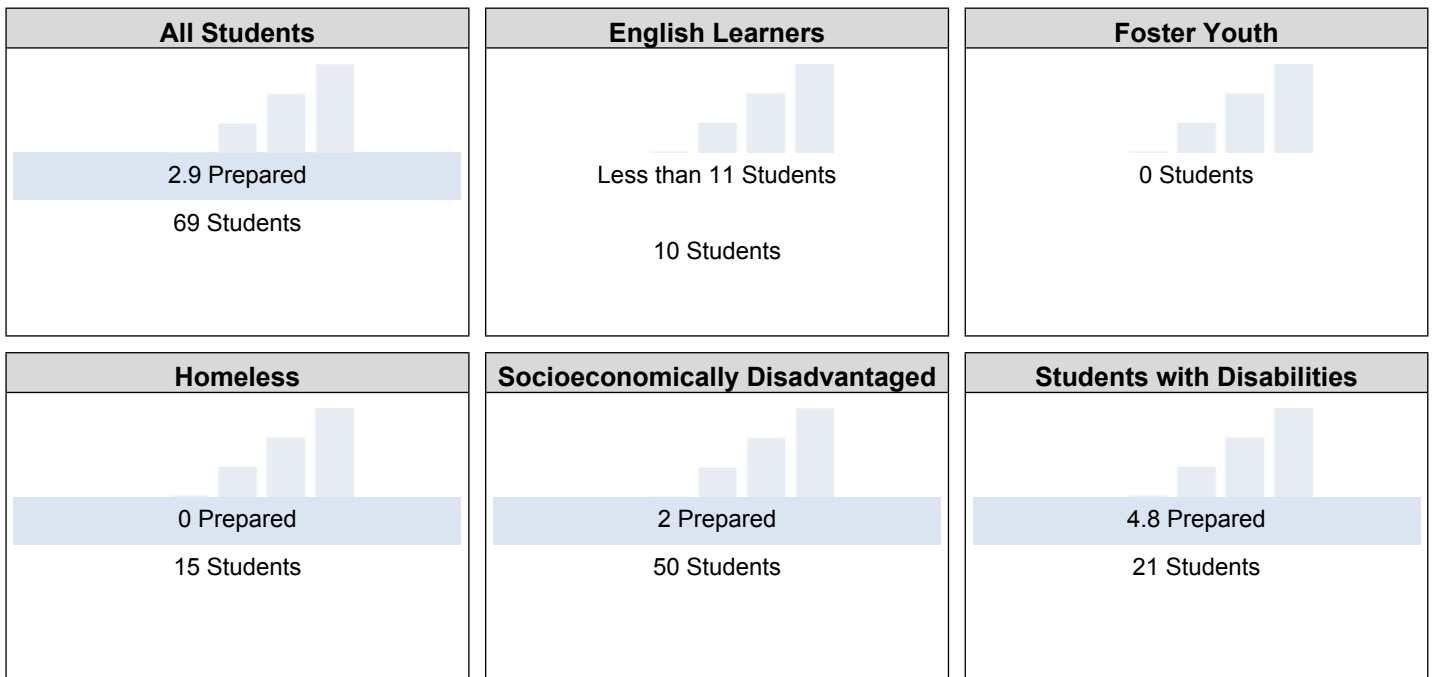 All Students
2.9 Prepared
69 Students
English Learners
Less than 11 Students
10 Students
Foster Youth
0 Students
Homeless
0 Prepared
15 Students
Socioeconomically Disadvantaged
2 Prepared
50 Students
Students with Disabilities
4.8 Prepared
21 Students